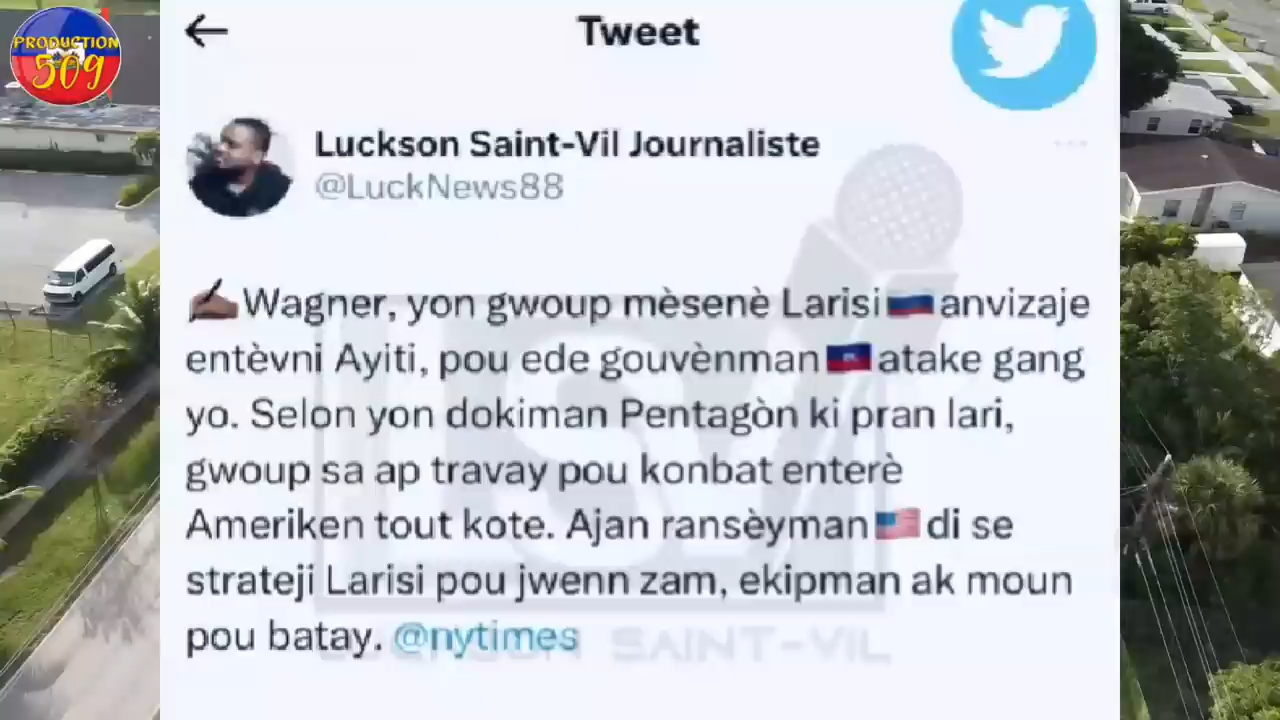 PRODUCTION
509
Tweet
Luckson Saint-Vil Journaliste
@LuckNews88
✍🏾Wagner, yon gwoup mèsenè Larisi🇷🇺anvizaje
entèvni Ayiti, pou ede gouvènman🇭🇹atake gang
yo. Selon yon dokiman Pentagòn ki pran lari,
gwoup sa ap travay pou konbat enterè
Ameriken tout kote. Ajan ransèyman🇺🇸di se
strateji Larisi pou jwenn zam, ekipman ak moun
pou batay. @nytimes
LSV
LUCKSON SAINT-VIL